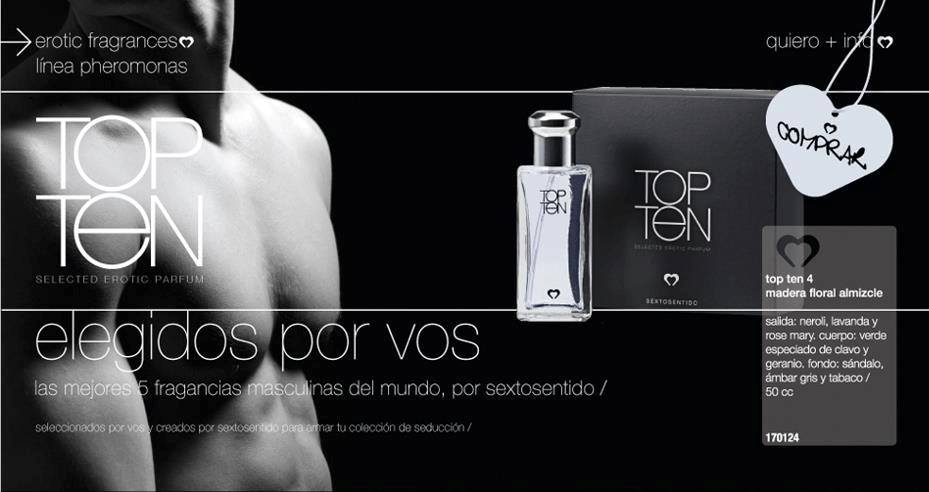 erotic fragrances
línea pheromonas
quiero + info
COMPRAR
TOP
TEN
SELECTED EROTIC PARFUM
TOP
TEN
TOP
TEN
SELECTED EROTIC PARFUM
SEXTOSENTIDO
top ten 4
madera floral almizcle
salida: neroli, lavanda y
rose mary. cuerpo: verde
especiado de clavo y
geranio. fondo: sándalo,
ámbar gris y tabaco /
50 cc
170124
elegidos por vos
las mejores 5 fragancias masculinas del mundo, por sextosentido /
seleccionados por vos y creados por sextosentido para armar tu colección de seducción /